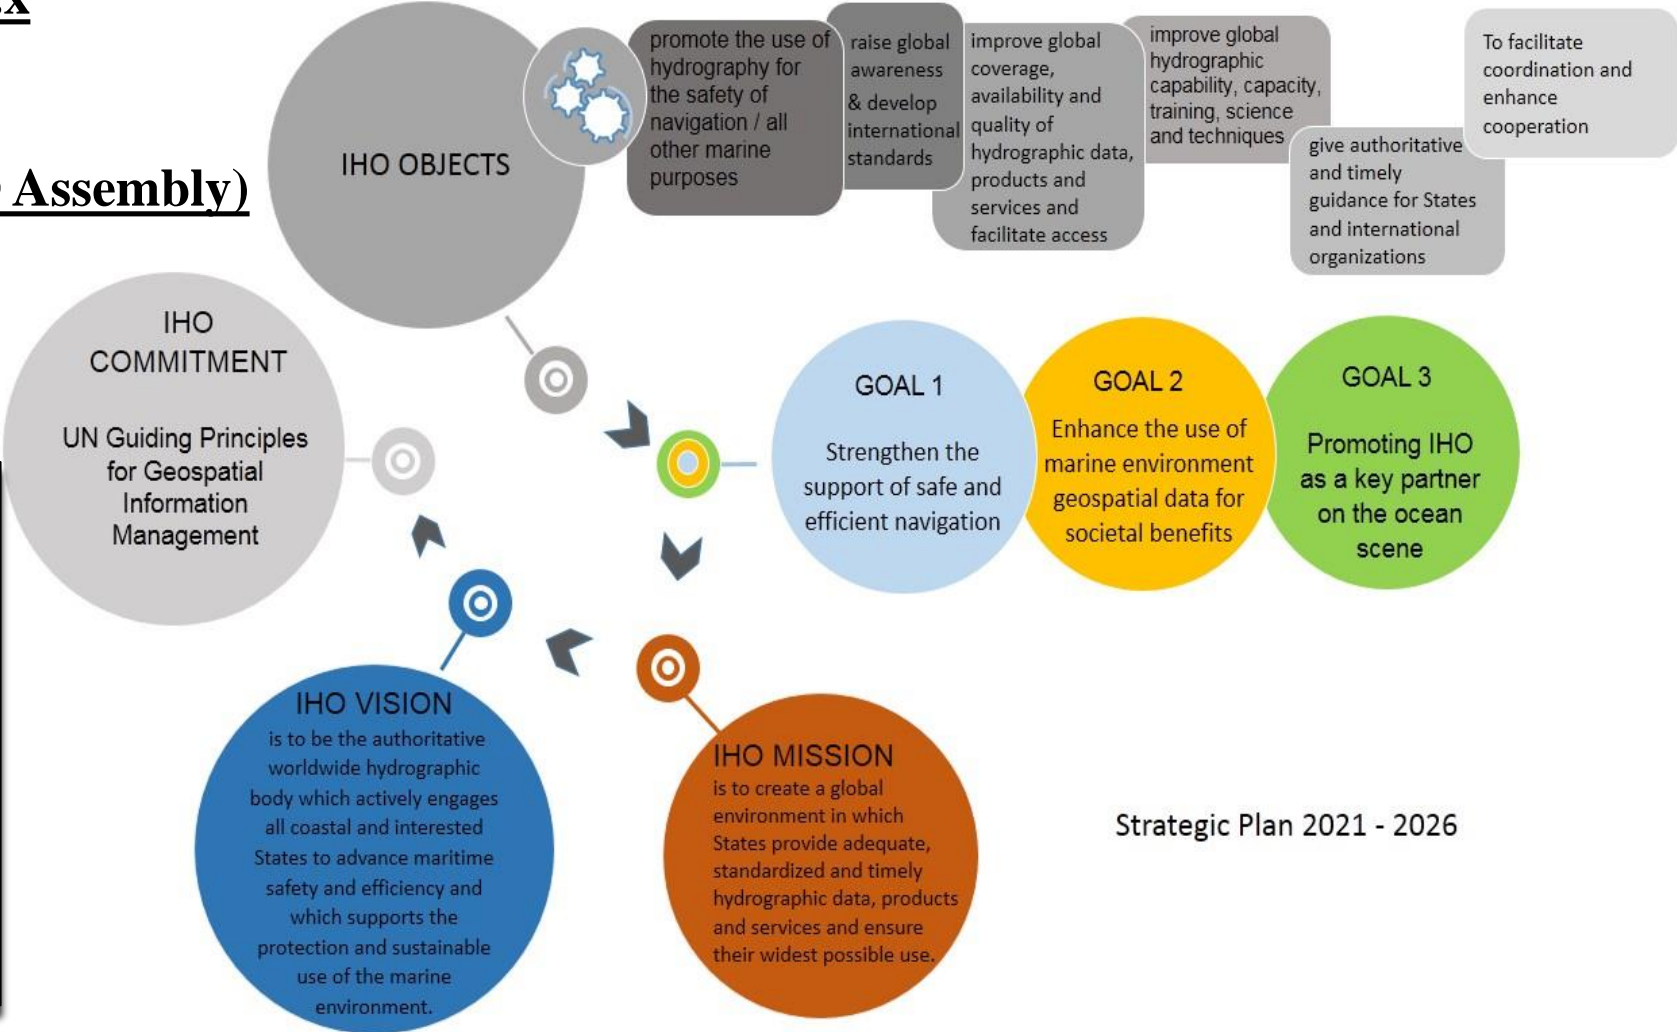 Assembly)
IHO OBJECTS
promote the use of
hydrography for
the safety of
navigation / all
other marine
purposes
raise global
awareness
& develop
international
standards
improve global
coverage,
availability and
quality of
hydrographic data,
products and
services and
facilitate access
improve global
hydrographic
capability, capacity,
training, science
and techniques
give authoritative
and timely
guidance for States
and international
organizations
To facilitate
coordination and
enhance
cooperation
IHO
COMMITMENT
UN Guiding Principles
for Geospatial
Information
Management
GOAL 1
Strengthen the
support of safe and
efficient navigation
GOAL 2
Enhance the use of
marine environment
geospatial data for
societal benefits
GOAL 3
Promoting IHO
as a key partner
on the ocean
scene
IHO VISION
is to be the authoritative
worldwide hydrographic
body which actively engages
all coastal and interested
States to advance maritime
safety and efficiency and
which supports the
protection and sustainable
use of the marine
environment.
IHO MISSION
is to create a global
environment in which
States provide adequate,
standardized and timely
hydrographic data, products
and services and ensure
their widest possible use.
Strategic Plan 2021 - 2026